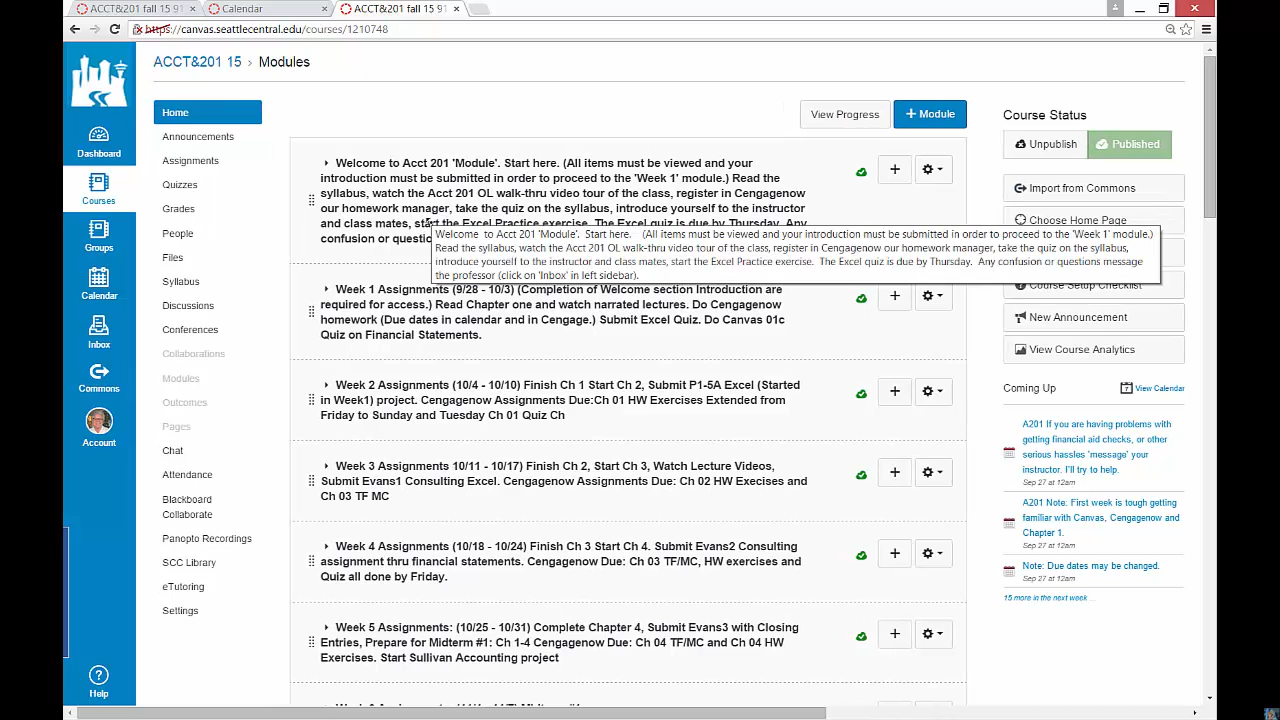 ACCT&201 fall 15 91
Calendar
ACCT&201 fall 15 91
https://canvas.seattlecentral.edu/courses/1210748
ACCT&201 15 › Modules
Dashboard
Courses
Groups
Calendar
Inbox
Commons
Account
Help
Home
Announcements
Assignments
Quizzes
Grades
People
Files
Syllabus
Discussions
Conferences
Collaborations
Modules
Outcomes
Pages
Chat
Attendance
Blackboard
Collaborate
Panopto Recordings
SCC Library
eTutoring
Settings
View Progress
+ Module
Welcome to Acct 201 'Module'. Start here. (All items must be viewed and your
introduction must be submitted in order to proceed to the 'Week 1' module.) Read the
syllabus, watch the Acct 201 OL walk-thru video tour of the class, register in Cengagenow
our homework manager, take the quiz on the syllabus, introduce yourself to the instructor
and class mates, start the Excel Practice exercise. The Excel quiz is due by Thursday. Any
confusion or questio
Welcome to Acct 201 'Module'. Start here. (All items must be viewed and your introduction must be submitted in order to proceed to the 'Week 1' module.)
Read the syllabus, watch the Acct 201 OL walk-thru video tour of the class, register in Cengagenow our homework manager, take the quiz on the syllabus,
introduce yourself to the instructor and class mates, start the Excel Practice exercise. The Excel quiz is due by Thursday. Any confusion or questions message
the professor (click on 'Inbox' in left sidebar).
Week 1 Assignments (9/28 - 10/3) (Completion of Welcome section Introduction are
required for access.) Read Chapter one and watch narrated lectures. Do Cengagenow
homework (Due dates in calendar and in Cengage.) Submit Excel Quiz. Do Canvas 01c
Quiz on Financial Statements.
Week 2 Assignments (10/4 - 10/10) Finish Ch 1 Start Ch 2, Submit P1-5A Excel (Started
in Week1) project. Cengagenow Assignments Due:Ch 01 HW Exercises Extended from
Friday to Sunday and Tuesday Ch 01 Quiz Ch
Week 3 Assignments 10/11 - 10/17) Finish Ch 2, Start Ch 3, Watch Lecture Videos,
Submit Evans1 Consulting Excel. Cengagenow Assignments Due: Ch 02 HW Execises and
Ch 03 TF MC
Week 4 Assignments (10/18 - 10/24) Finish Ch 3 Start Ch 4. Submit Evans2 Consulting
assignment thru financial statements. Cengagenow Due: Ch 03 TF/MC, HW exercises and
Quiz all done by Friday.
Week 5 Assignments: (10/25 - 10/31) Complete Chapter 4, Submit Evans3 with Closing
Entries, Prepare for Midterm #1: Ch 1-4 Cengagenow Due: Ch 04 TF/MC and Ch 04 HW
Exercises. Start Sullivan Accounting project
Course Status
Unpublish
Published
Import from Commons
Choose Home Page
Course Setup Checklist
New Announcement
View Course Analytics
Coming Up
7 View Calendar
A201 If you are having problems with
getting financial aid checks, or other
serious hassles 'message' your
instructor. I'll try to help.
Sep 27 at 12am
A201 Note: First week is tough getting
familiar with Canvas, Cengagenow and
Chapter 1.
Sep 27 at 12am
Note: Due dates may be changed.
Sep 27 at 12am
15 more in the next week ...